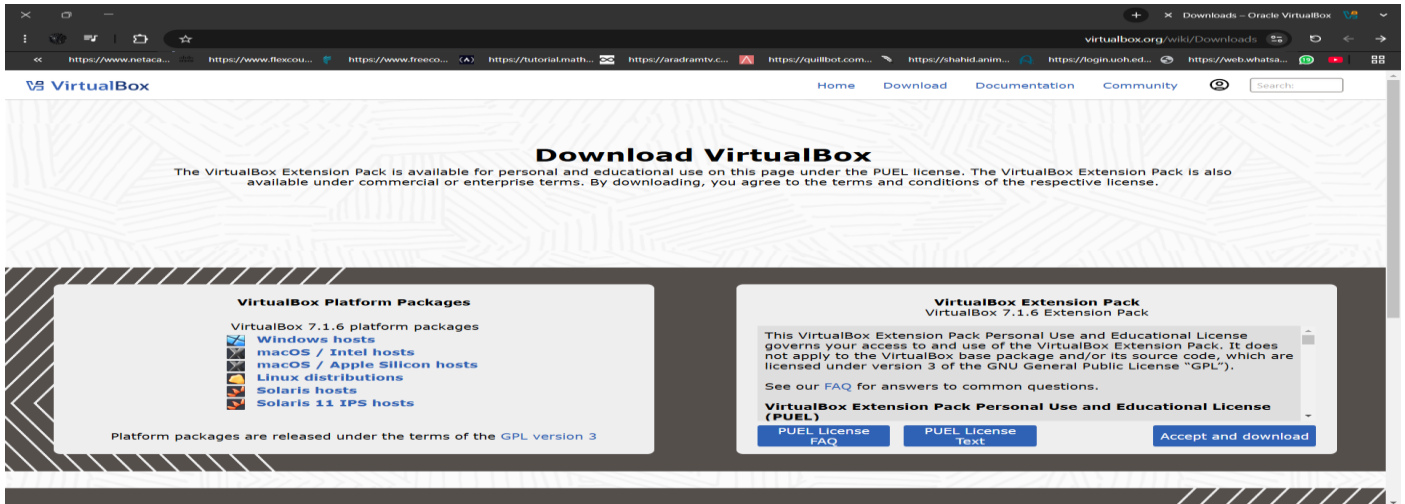 Downloads – Oracle VirtualBox
virtualbox.org/wiki/Downloads
https://www.netaca...
https://www.flexcou...
https://www.freeco...
https://tutorial.math...
https://aradramtv.c...
https://quillbot.com...
https://shahid.anim...
https://login.uoh.ed...
https://web.whatsa...
VirtualBox
Home
Download
Documentation
Community
Search:
Download VirtualBox
The VirtualBox Extension Pack is available for personal and educational use on this page under the PUEL license. The VirtualBox Extension Pack is also
available under commercial or enterprise terms. By downloading, you agree to the terms and conditions of the respective license.
VirtualBox Platform Packages
VirtualBox 7.1.6 platform packages
Windows hosts
macOS / Intel hosts
macOS / Apple Silicon hosts
Linux distributions
Solaris hosts
Solaris 11 IPS hosts
Platform packages are released under the terms of the GPL version 3
VirtualBox Extension Pack
VirtualBox 7.1.6 Extension Pack
This VirtualBox Extension Pack Personal Use and Educational License
governs your access to and use of the VirtualBox Extension Pack. It does
not apply to the VirtualBox base package and/or its source code, which are
licensed under version 3 of the GNU General Public License “GPL”).
See our FAQ for answers to common questions.
VirtualBox Extension Pack Personal Use and Educational License
(PUEL)
PUEL License
FAQ
PUEL License
Text
Accept and download